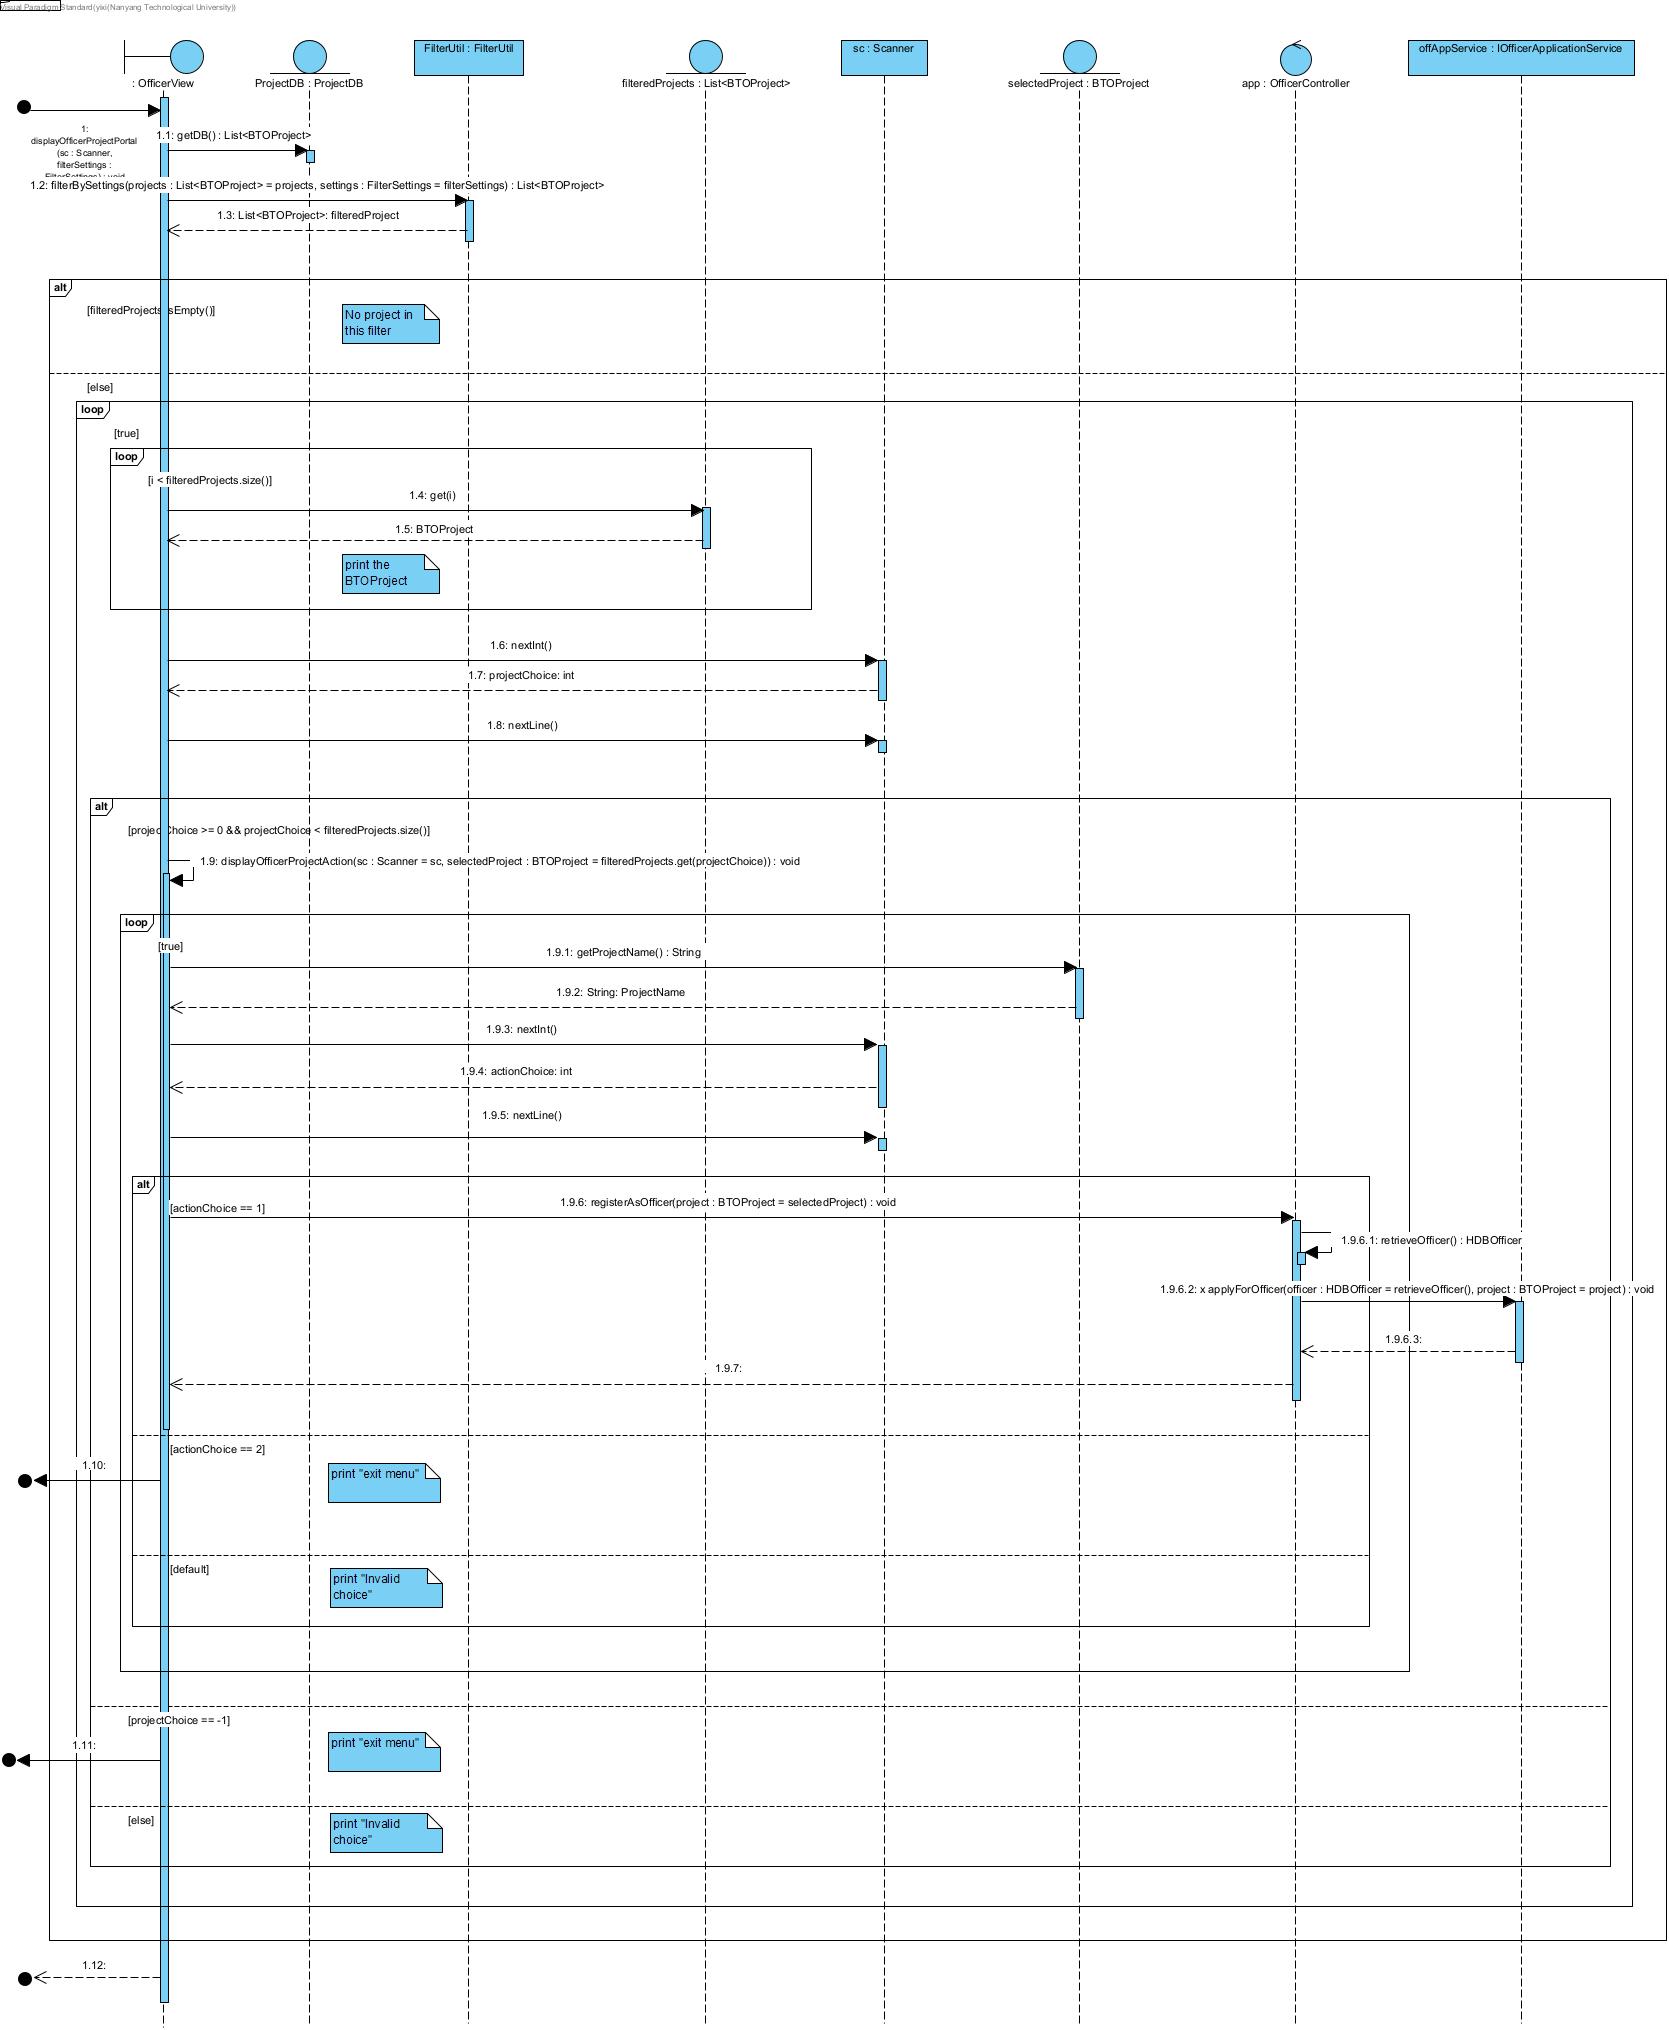 Visual Paradigm Standard(yixi(Nanyang Technological University))
: OfficerView
ProjectDB : ProjectDB
FilterUtil : FilterUtil
filteredProjects : List<BTOProject>
sc : Scanner
selectedProject : BTOProject
app : OfficerController
offAppService : IOfficerApplicationService
1:
displayOfficerProjectPortal
(sc : Scanner,
filterSettings :
FilterSettings) : void
1.1: getDB() : List<BTOProject>
1.2: filterBySettings(projects : List<BTOProject> = projects, settings : FilterSettings = filterSettings) : List<BTOProject>
1.3: List<BTOProject>: filteredProject
alt
[filteredProjects.isEmpty()]
No project in
this filter
[else]
loop
[true]
loop
[i < filteredProjects.size()]
1.4: get(i)
1.5: BTOProject
print the
BTOProject
1.6: nextInt()
1.7: projectChoice: int
1.8: nextLine()
alt
[projectChoice >= 0 && projectChoice < filteredProjects.size()]
1.9: displayOfficerProjectAction(sc : Scanner = sc, selectedProject : BTOProject = filteredProjects.get(projectChoice)) : void
loop
[true]
1.9.1: getProjectName() : String
1.9.2: String: ProjectName
1.9.3: nextInt()
1.9.4: actionChoice: int
1.9.5: nextLine()
alt
[actionChoice == 1]
1.9.6: registerAsOfficer(project : BTOProject = selectedProject) : void
1.9.6.1: retrieveOfficer() : HDBOfficer
1.9.6.2: x applyForOfficer(officer : HDBOfficer = retrieveOfficer(), project : BTOProject = project) : void
1.9.6.3:
1.9.7:
[actionChoice == 2]
1.10:
print "exit menu"
[default]
print "Invalid
choice"
[projectChoice == -1]
1.11:
print "exit menu"
[else]
print "Invalid
choice"
1.12: